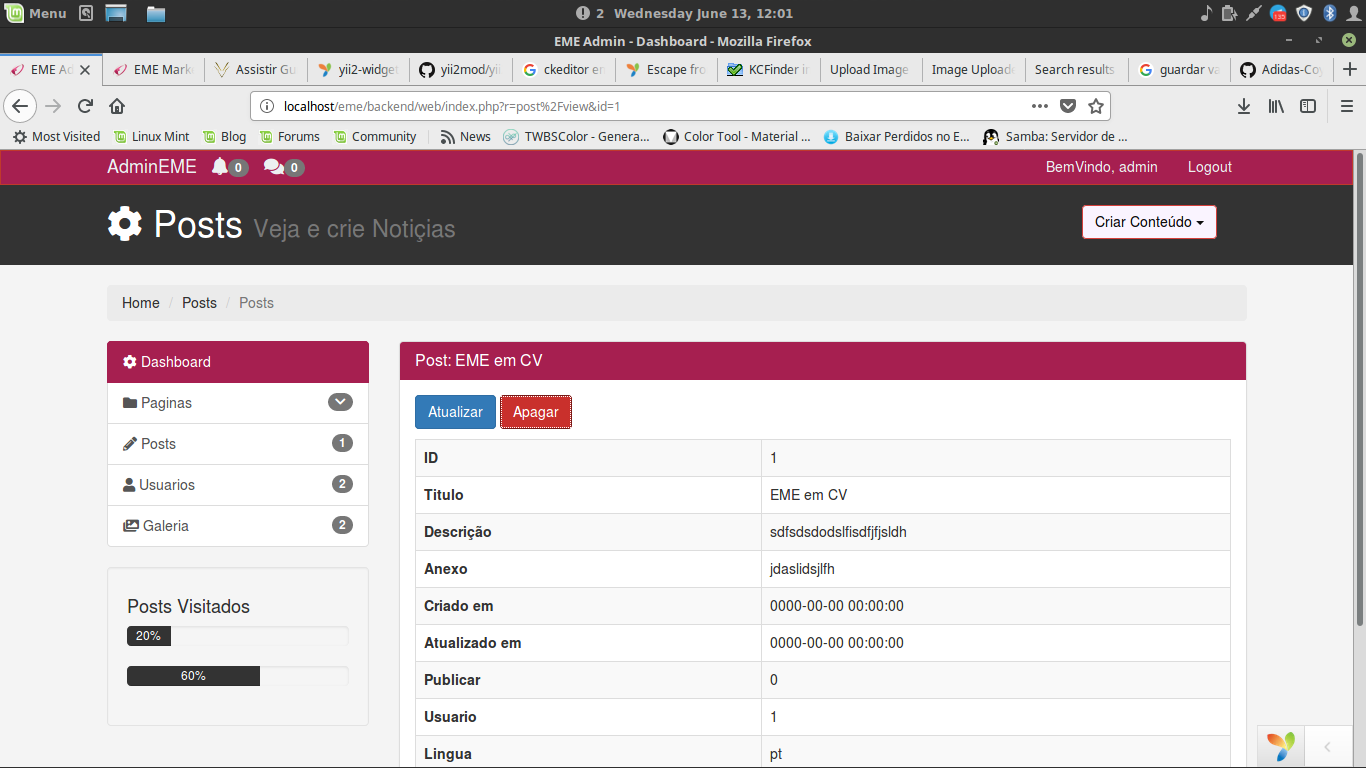 Menu
2 Wednesday June 13, 12:01
135
EME Admin - Dashboard - Mozilla Firefox
EME Ad
EME Mark
Assistir Gu
yii2-widget
yii2mod/yii
ckeditor en
Escape fro
KCFinder i
Upload Image
Image Uploade
Search results
guardar va
Adidas-Coy
localhost/eme/backend/web/index.php?r=post%2Fview&id=1
Most Visited Linux Mint Blog Forums Community News TWBSColor - Genera... Color Tool - Material ... Baixar Perdidos no E... Samba: Servidor de ...
AdminEME 0 0 BemVindo, admin Logout
Posts Veja e crie Notiçias
Criar Conteúdo
Home / Posts / Posts
Dashboard
Paginas
Posts 1
Usuarios 2
Galeria 2
Posts Visitados
20%
60%
Post: EME em CV
Atualizar Apagar
ID 1
Titulo EME em CV
Descrição sdfsdsdodslfisdfjfjsldh
Anexo jdaslidsjlfh
Criado em 0000-00-00 00:00:00
Atualizado em 0000-00-00 00:00:00
Publicar 0
Usuario 1
Lingua pt